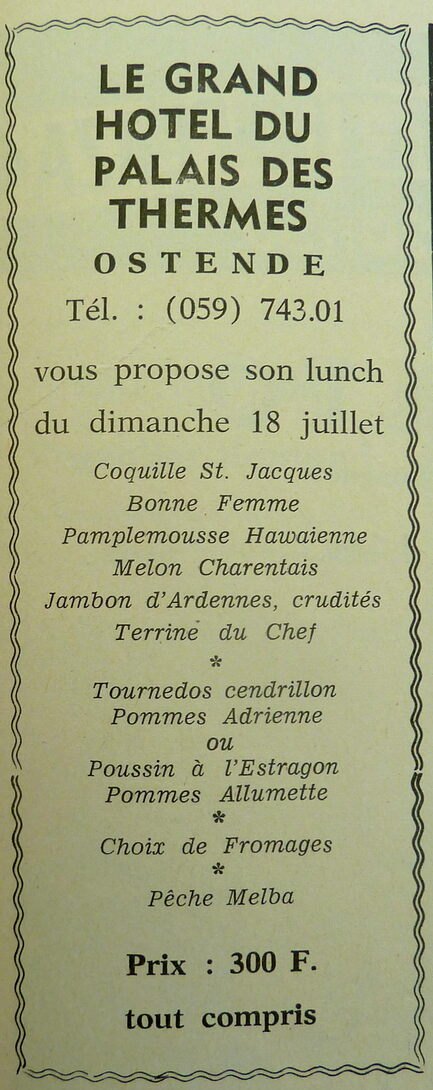 LE GRAND
HOTEL DU
PALAIS DES
THERMES
OSTENDE
Tél. : (059) 743.01
vous propose son lunch
du dimanche 18 juillet
Coquille St. Jacques
Bonne Femme
Pamplemousse Hawaienne
Melon Charentais
Jambon d'Ardennes, crudités
Terrine du Chef
*
Tournedos cendrillon
Pommes Adrienne
ou
Poussin à l'Estragon
Pommes Allumette
*
Choix de Fromages
*
Pêche Melba
Prix : 300 F.
tout compris